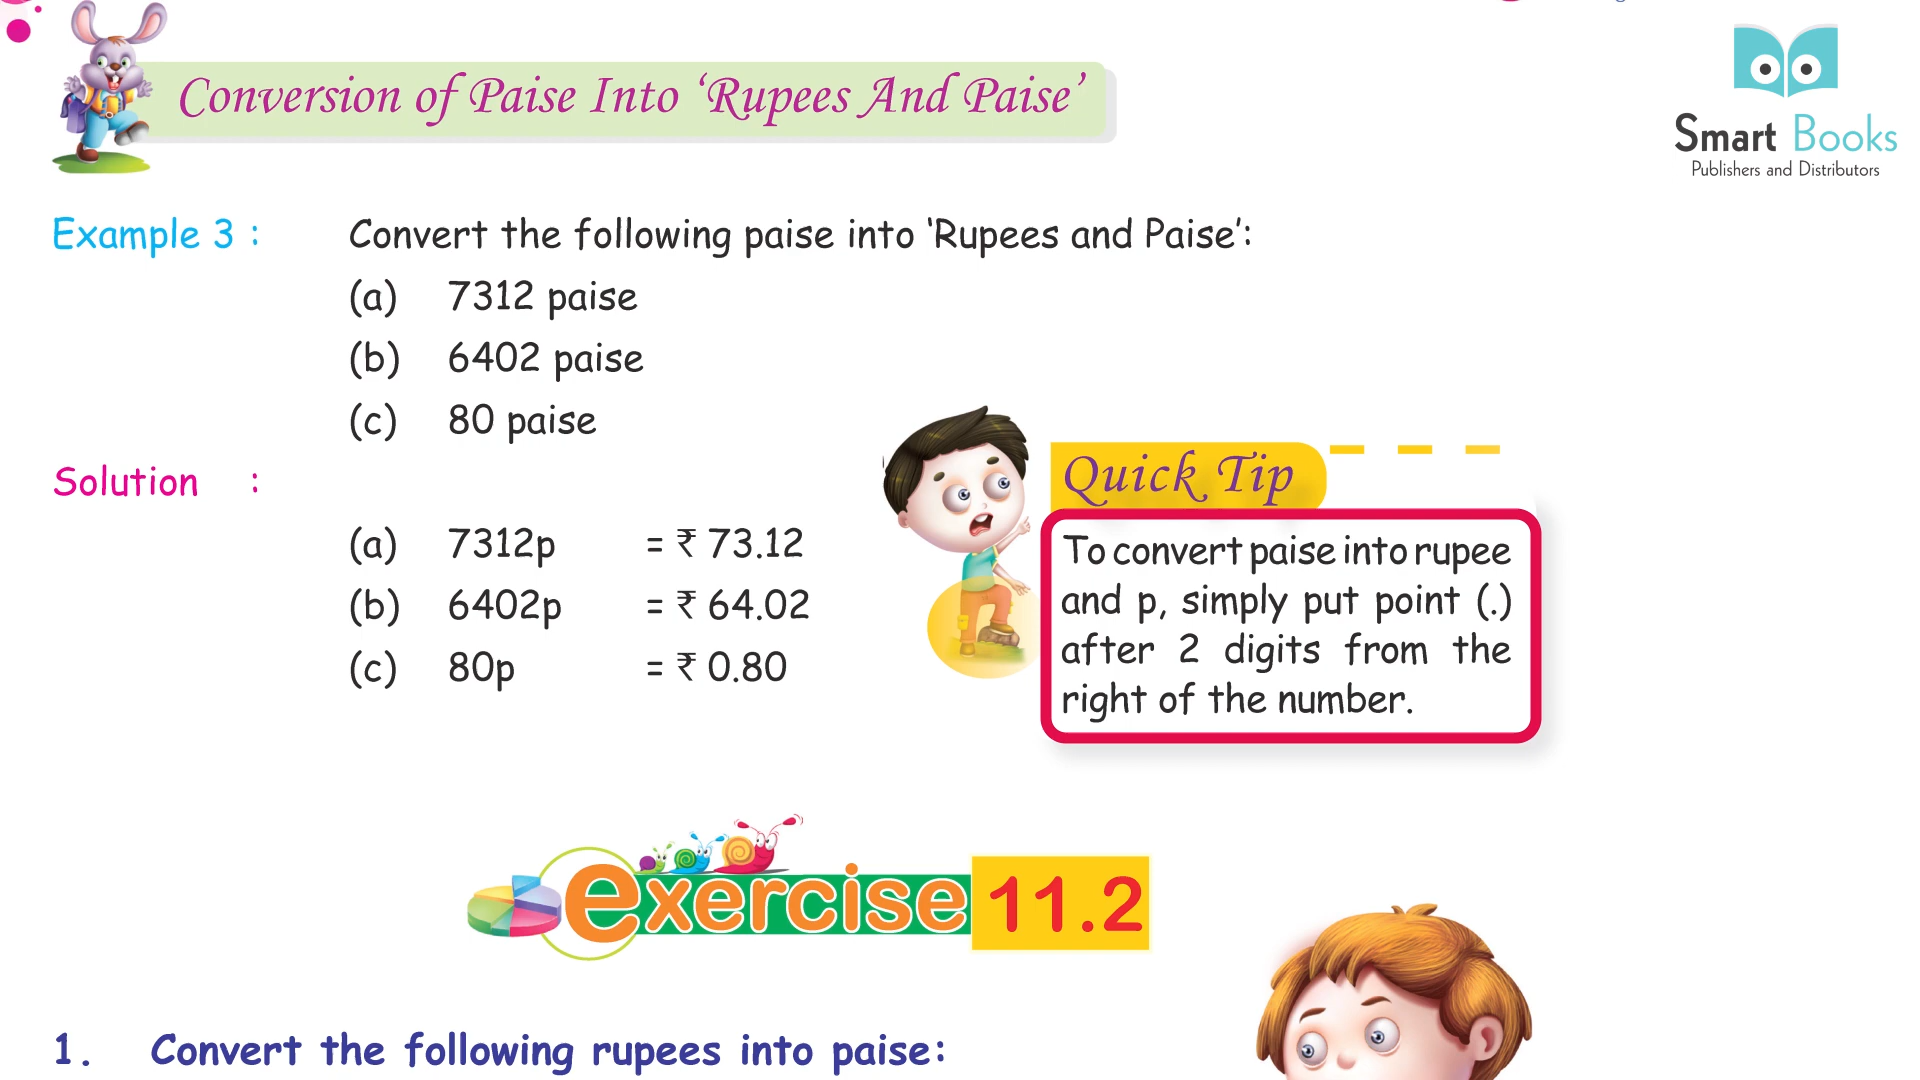 Conversion of Paise Into ‘Rupees And Paise’
Smart Books
Publishers and Distributors
Example 3 : Convert the following paise into ‘Rupees and Paise’:
(a) 7312 paise
(b) 6402 paise
(c) 80 paise
Solution :
(a) 7312p = ₹ 73.12
(b) 6402p = ₹ 64.02
(c) 80p = ₹ 0.80
Quick Tip
To convert paise into rupee
and p, simply put point (.)
after 2 digits from the
right of the number.
exercise 11.2
1. Convert the following rupees into paise: